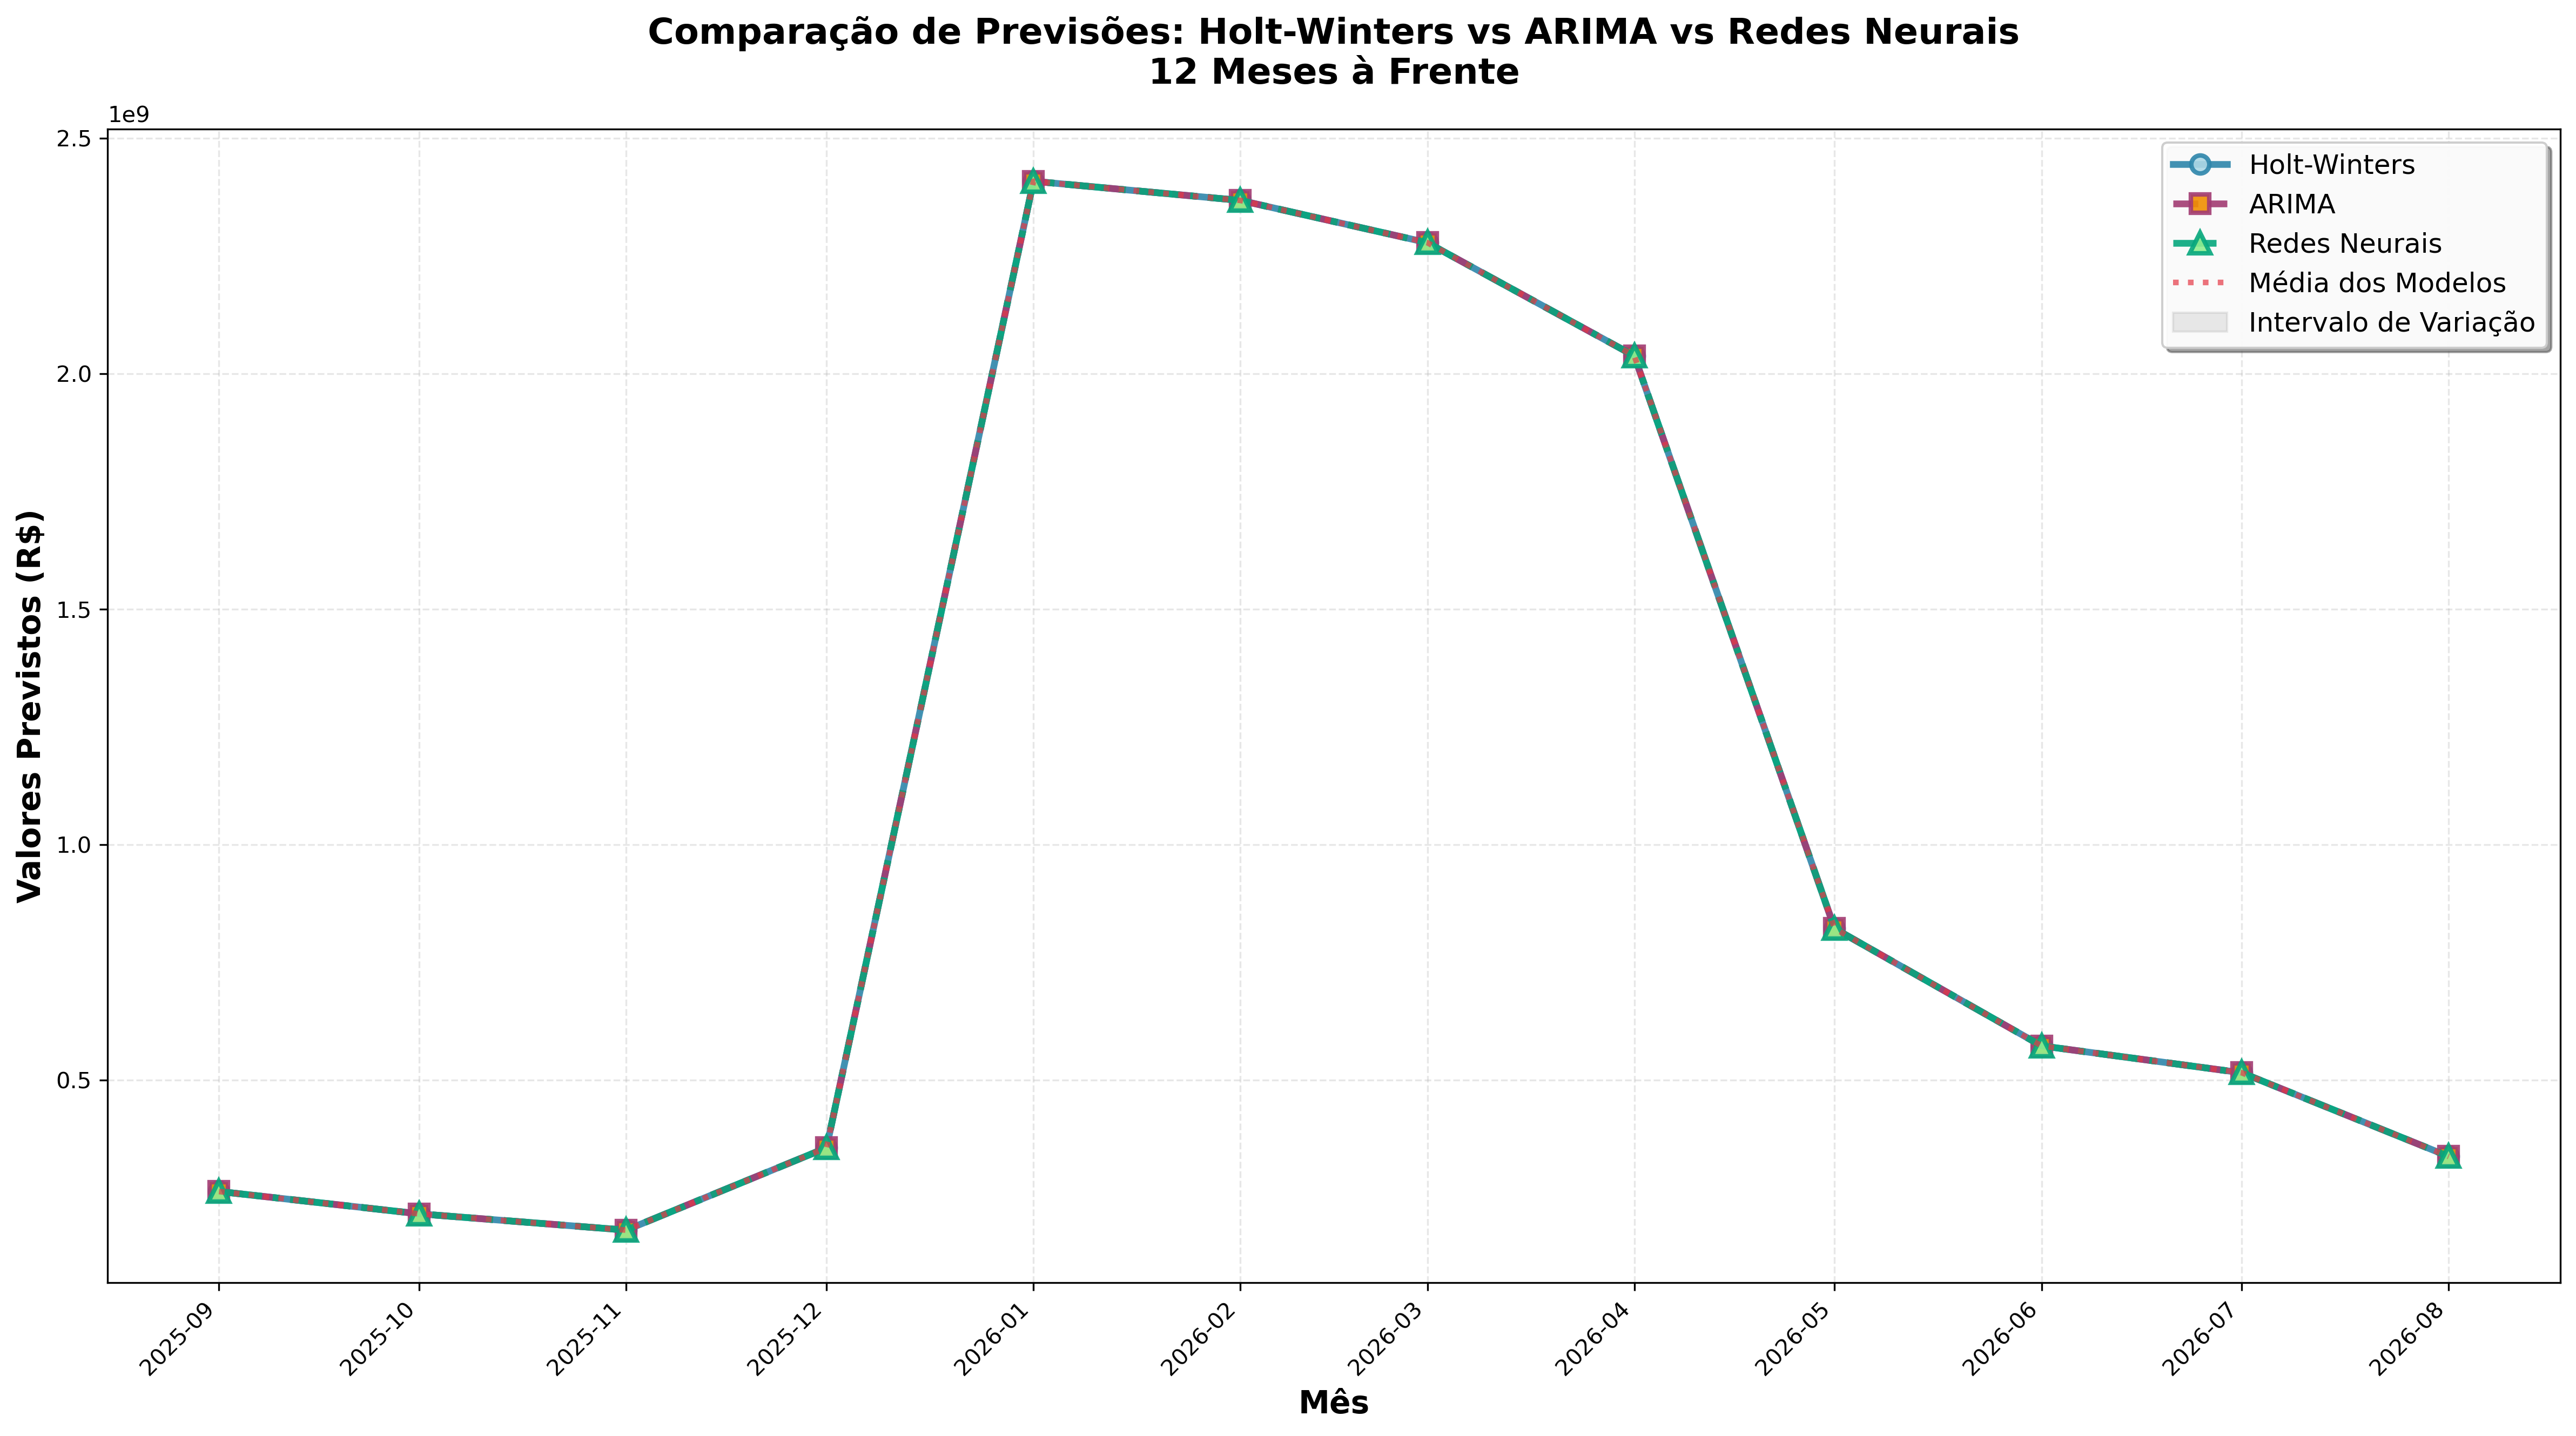 Comparação de Previsões: Holt-Winters vs ARIMA vs Redes Neurais
12 Meses à Frente
1e9
2.5
2.0
1.5
1.0
0.5
Valores Previstos (R$)
Holt-Winters
ARIMA
Redes Neurais
Média dos Modelos
Intervalo de Variação
2025-09
2025-10
2025-11
2025-12
2026-01
2026-02
2026-03
2026-04
2026-05
2026-06
2026-07
2026-08
Mês